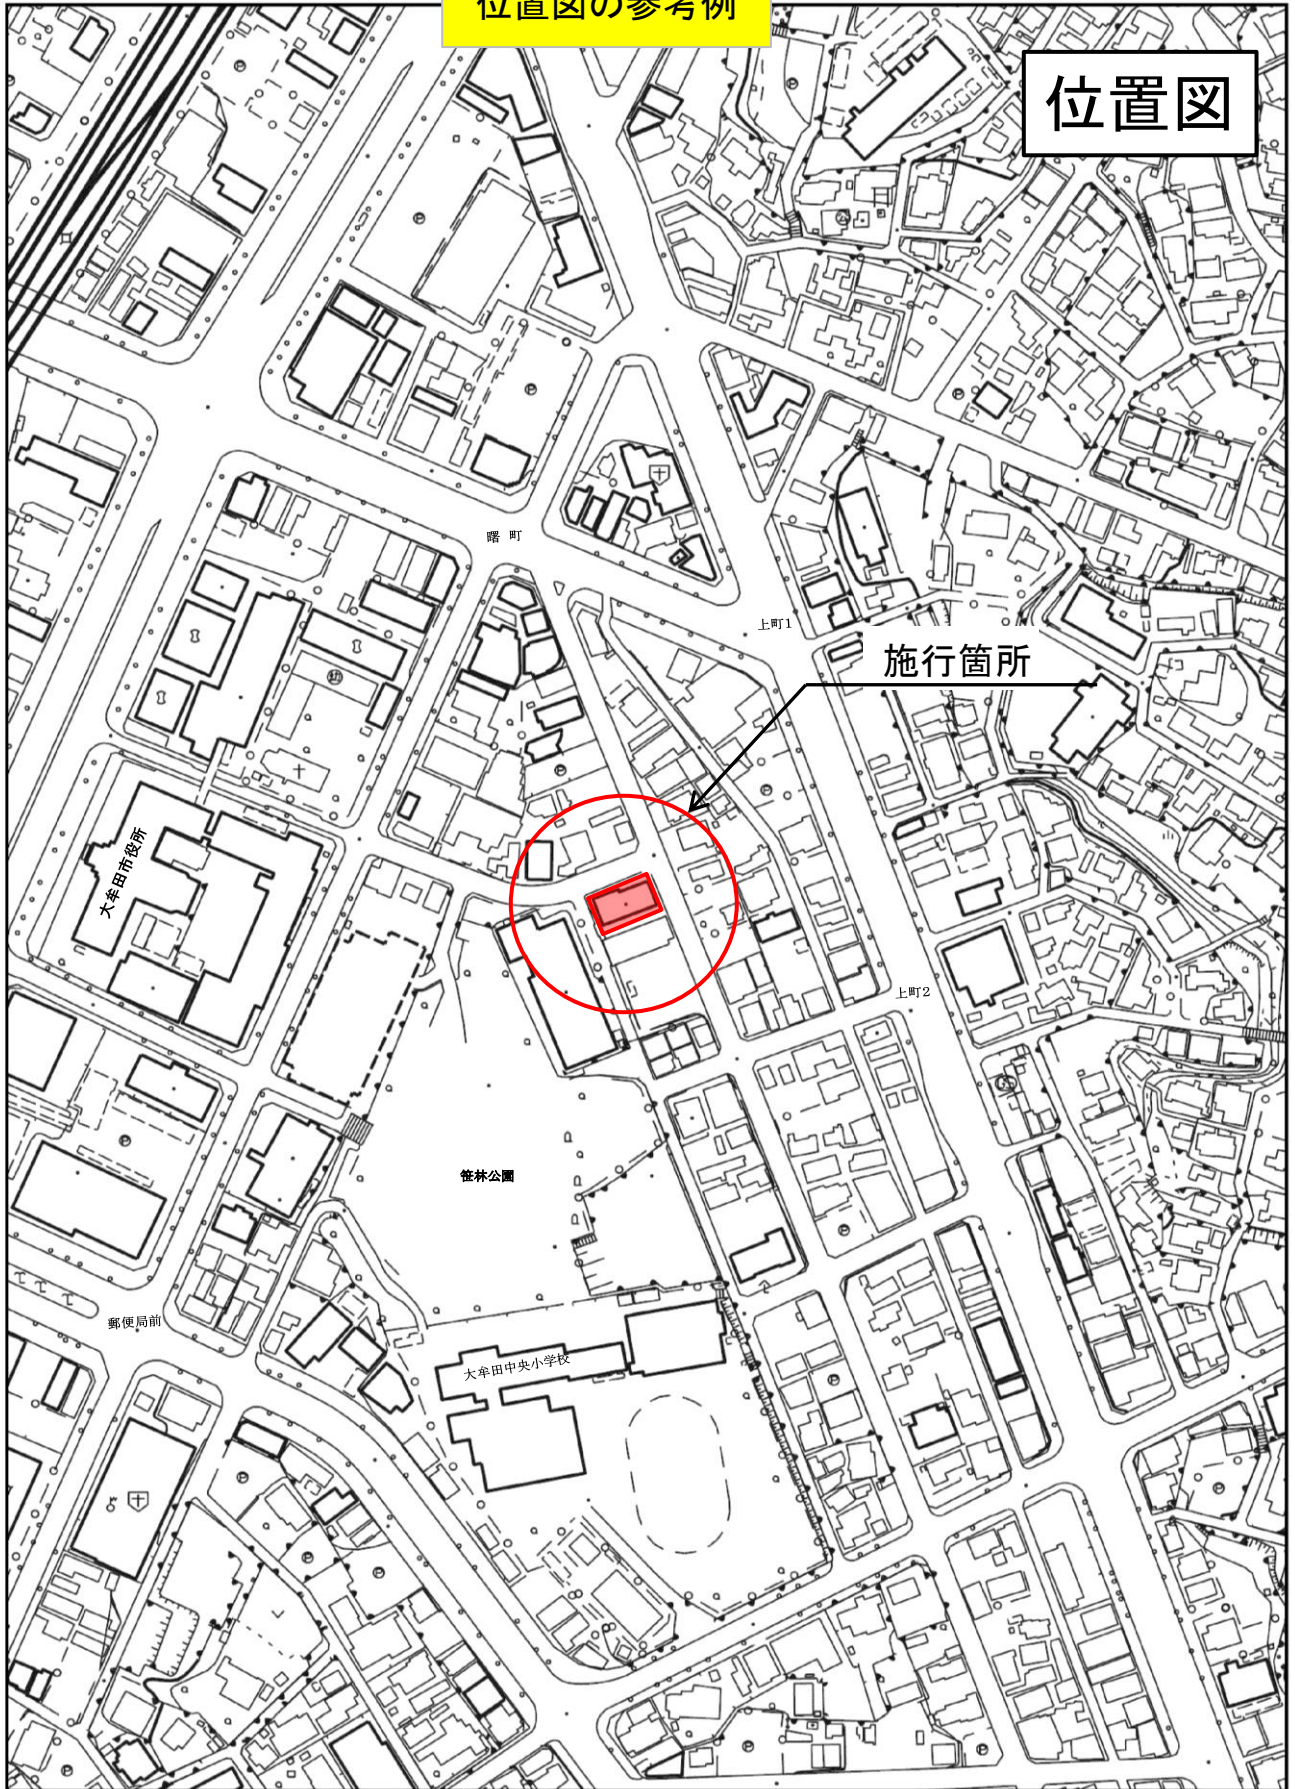 位置図の参考例
位置図
曙町
上町1
施行箇所
大牟田市役所
上町2
笹林公園
郵便局前
大牟田中央小学校